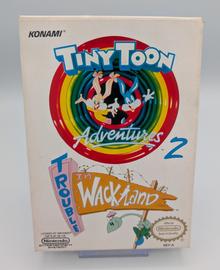 KONAMI
TINY TOON
Adventures
2
TROUBLE
IN
WACKYLAND
Nintendo